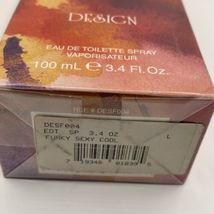 DESIGN
EAU DE TOILETTE SPRAY
VAPORISATEUR
100 mL e 3.4 Fl. Oz.
DESF004
EDT SP 3.4 OZ L
FUNKY SEXY COOL